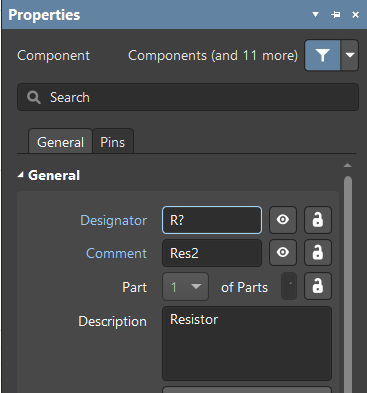 Properties
Component Components (and 11 more)
Search
General Pins
General
Designator R?
Comment Res2
Part 1 of Parts
Description Resistor